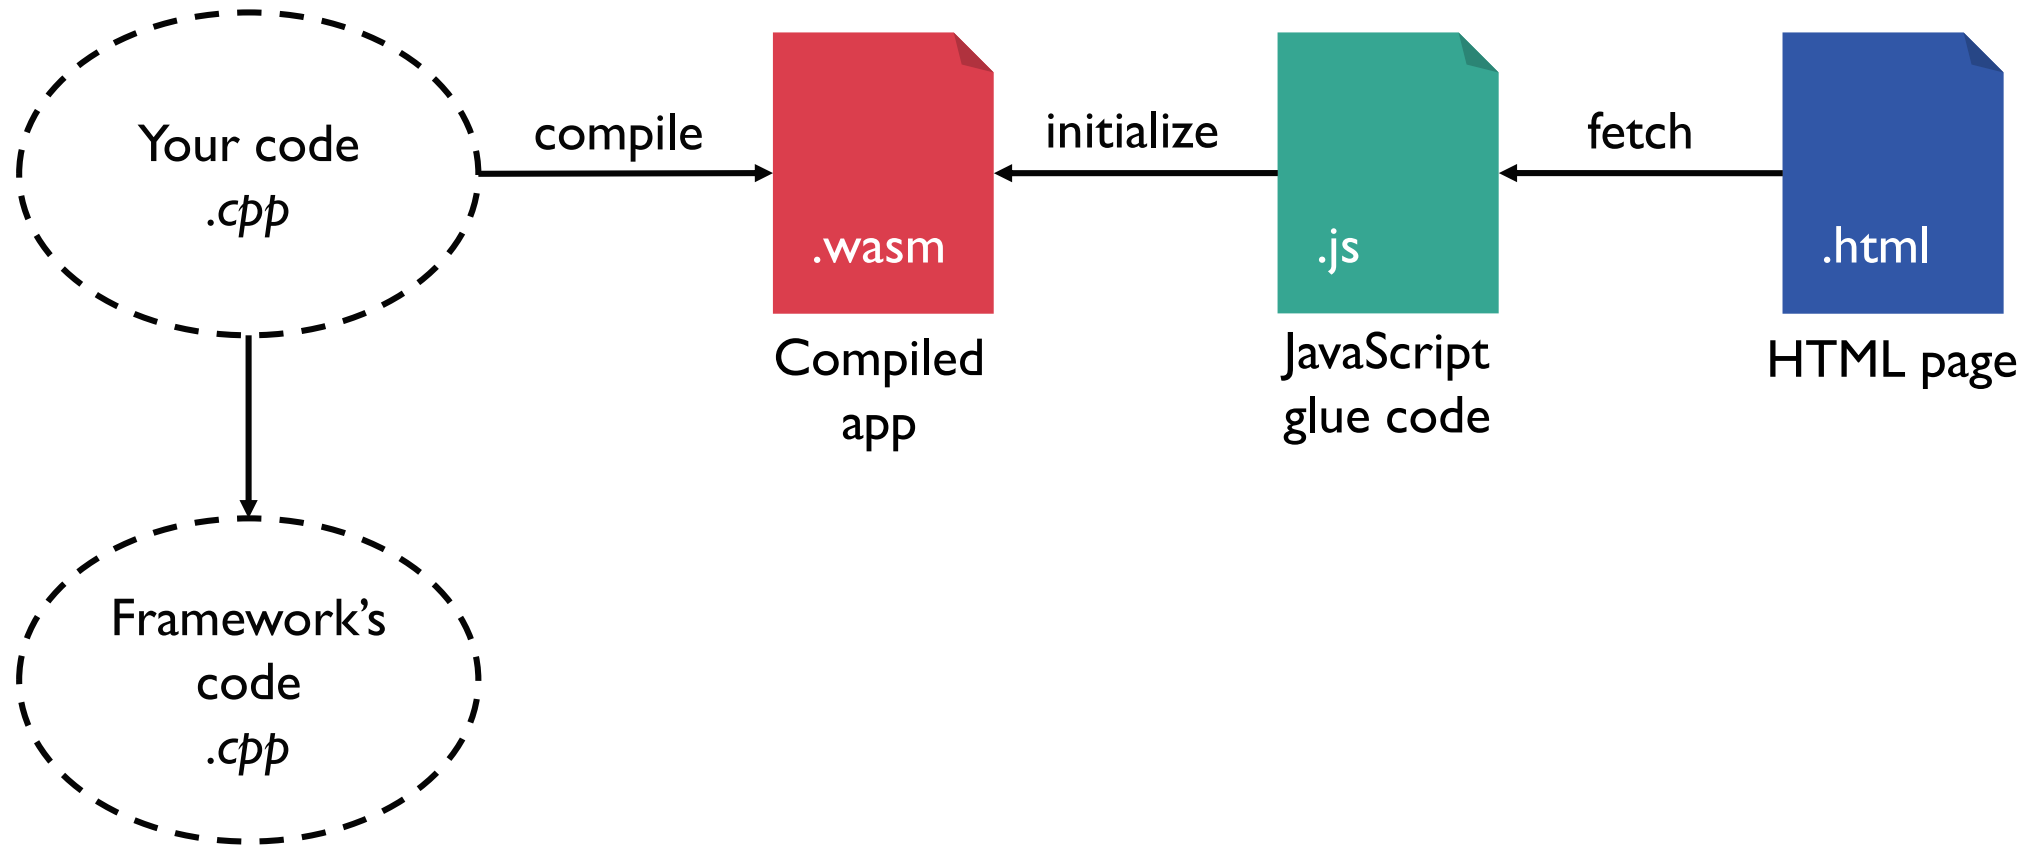 Your code
.cpp
compile
.wasm
Compiled
app
initialize
.js
JavaScript
glue code
fetch
.html
HTML page
Framework’s
code
.cpp